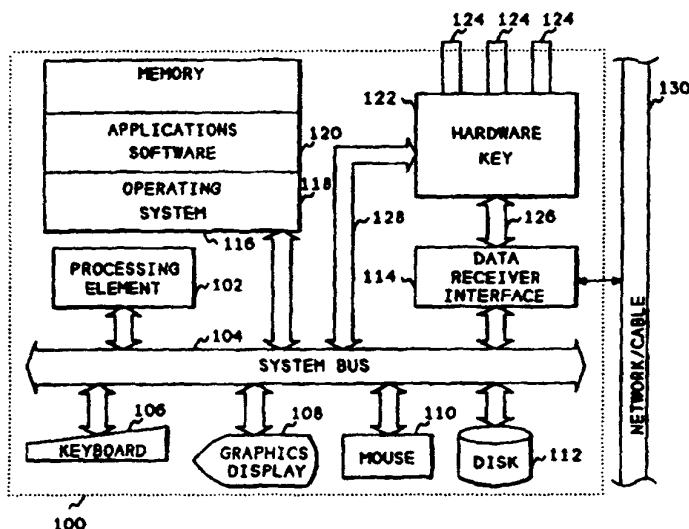 124 124 124
MEMORY
APPLICATIONS
SOFTWARE
120
OPERATING
SYSTEM
118
116
122
HARDWARE
KEY
130
128
126
PROCESSING
ELEMENT
102
114
DATA
RECEIVER
INTERFACE
104
SYSTEM BUS
NETWORK/CABLE
106
KEYBOARD
108
GRAPHICS
DISPLAY
110
MOUSE
DISK
112
100